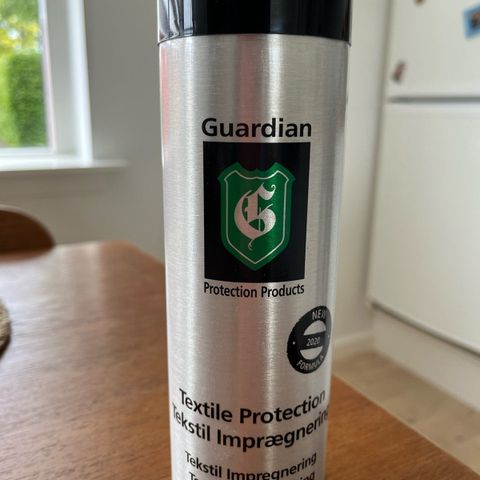 Guardian
G
Protection Products
NEW
2020
FORMULA
Textile Protection
Tekstil Imprægnering
Tekstil Impregnering